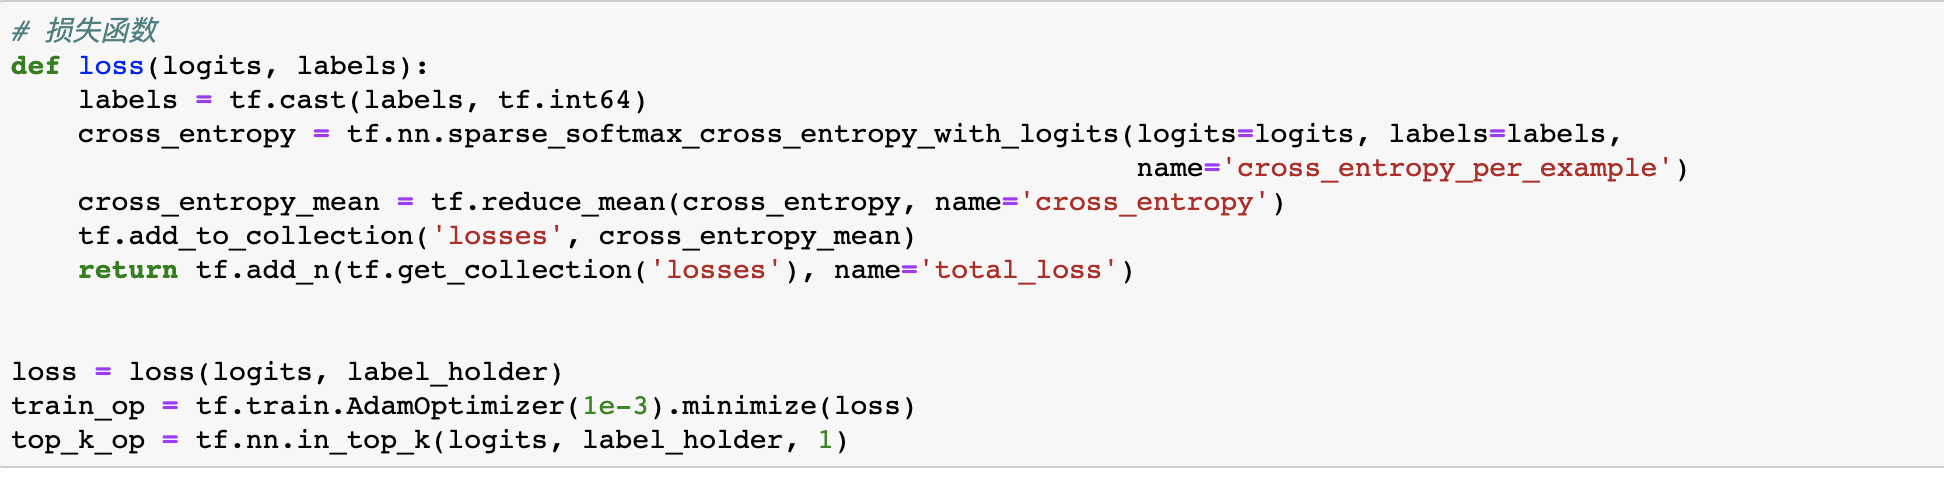 # 损失函数
def loss(logits, labels):
    labels = tf.cast(labels, tf.int64)
    cross_entropy = tf.nn.sparse_softmax_cross_entropy_with_logits(logits=logits, labels=labels,
                                                                   name='cross_entropy_per_example')
    cross_entropy_mean = tf.reduce_mean(cross_entropy, name='cross_entropy')
    tf.add_to_collection('losses', cross_entropy_mean)
    return tf.add_n(tf.get_collection('losses'), name='total_loss')
loss = loss(logits, label_holder)
train_op = tf.train.AdamOptimizer(1e-3).minimize(loss)
top_k_op = tf.nn.in_top_k(logits, label_holder, 1)